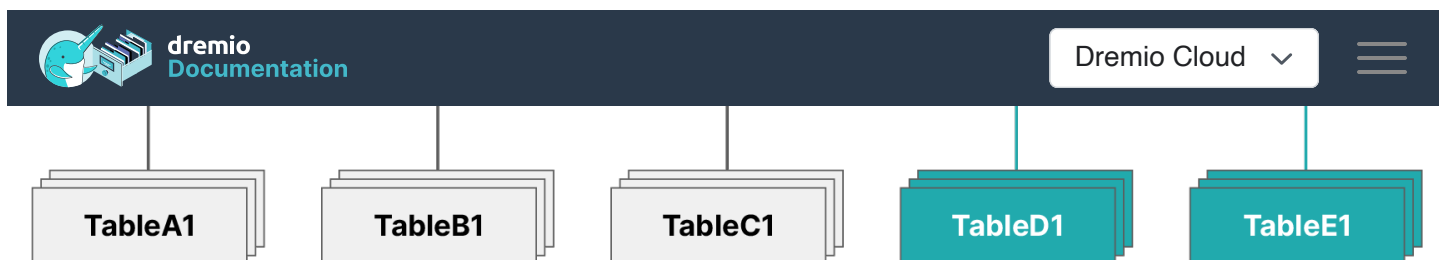 dremio
Documentation
Dremio Cloud
TableA1
TableB1
TableC1
TableD1
TableE1